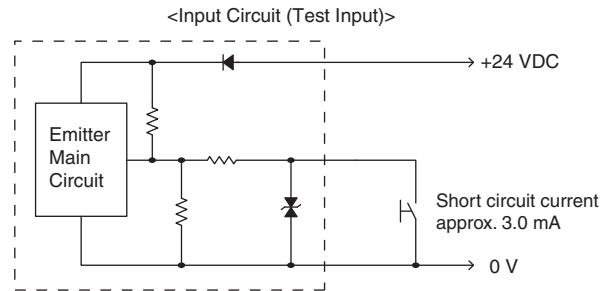 <Input Circuit (Test Input)>
+24 VDC
Emitter
Main
Circuit
Short circuit current
approx. 3.0 mA
0 V